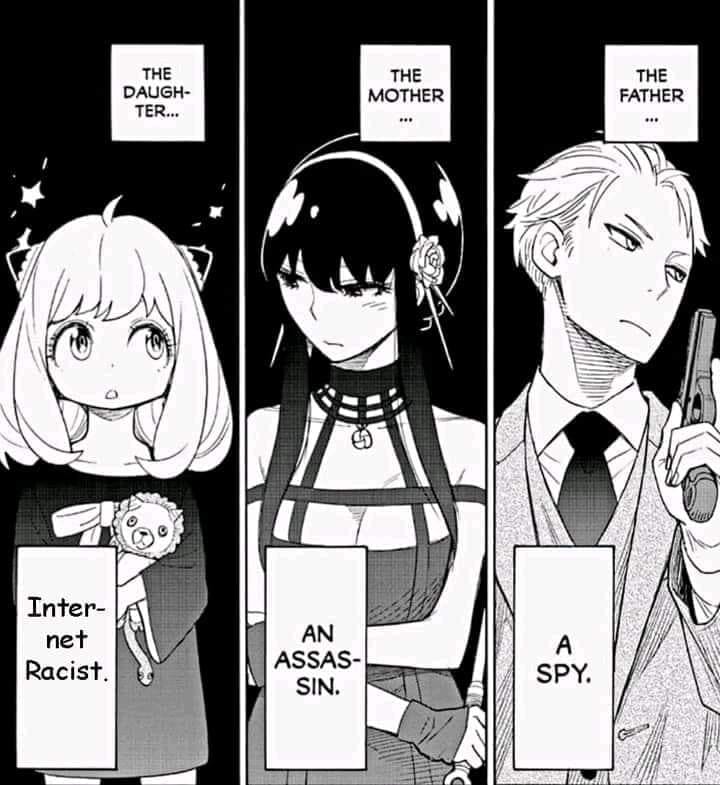 THE
FATHER
...
A
SPY.
THE
MOTHER
...
AN
ASSAS-
SIN.
THE
DAUGH-
TER...
Inter-
net
Racist.